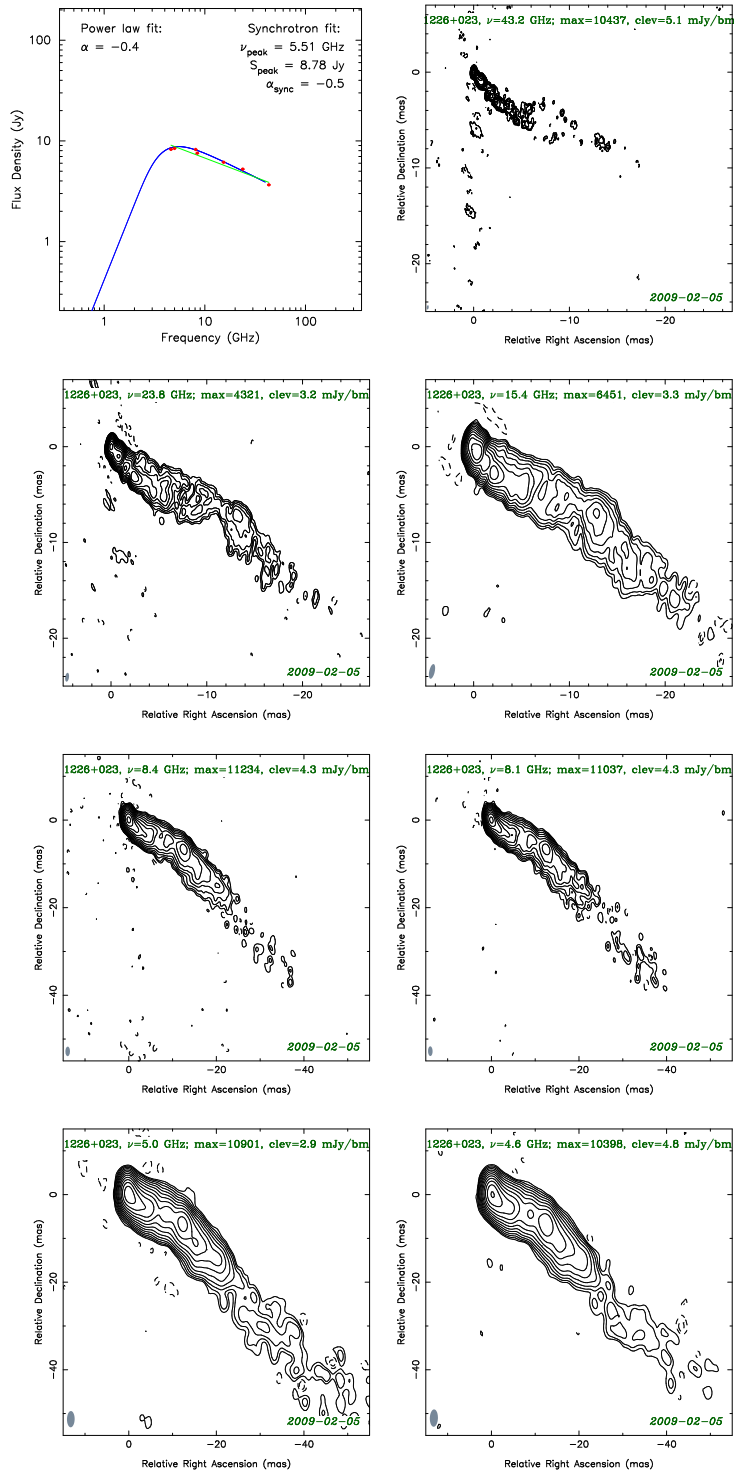 Power law fit:
α = −0.4
Synchrotron fit:
νpeak = 5.51 GHz
Speak = 8.78 Jy
αsync = −0.5
Flux Density (Jy)
100
10
1
1
10
100
Frequency (GHz)
1226+023, ν=43.2 GHz; max=10437, clev=5.1 mJy/bm
Relative Declination (mas)
0
−10
−20
2009−02−05
0
−10
−20
Relative Right Ascension (mas)
1226+023, ν=23.8 GHz; max=4321, clev=3.2 mJy/bm
Relative Declination (mas)
0
−10
−20
2009−02−05
0
−10
−20
Relative Right Ascension (mas)
1226+023, ν=15.4 GHz; max=6451, clev=3.3 mJy/bm
Relative Declination (mas)
0
−10
−20
2009−02−05
0
−10
−20
Relative Right Ascension (mas)
1226+023, ν=8.4 GHz; max=11234, clev=4.3 mJy/bm
Relative Declination (mas)
0
−20
−40
2009−02−05
0
−20
−40
Relative Right Ascension (mas)
1226+023, ν=8.1 GHz; max=11037, clev=4.3 mJy/bm
Relative Declination (mas)
0
−20
−40
2009−02−05
0
−20
−40
Relative Right Ascension (mas)
1226+023, ν=5.0 GHz; max=10901, clev=2.9 mJy/bm
Relative Declination (mas)
0
−20
−40
2009−02−05
0
−20
−40
Relative Right Ascension (mas)
1226+023, ν=4.6 GHz; max=10398, clev=4.8 mJy/bm
Relative Declination (mas)
0
−20
−40
2009−02−05
0
−20
−40
Relative Right Ascension (mas)